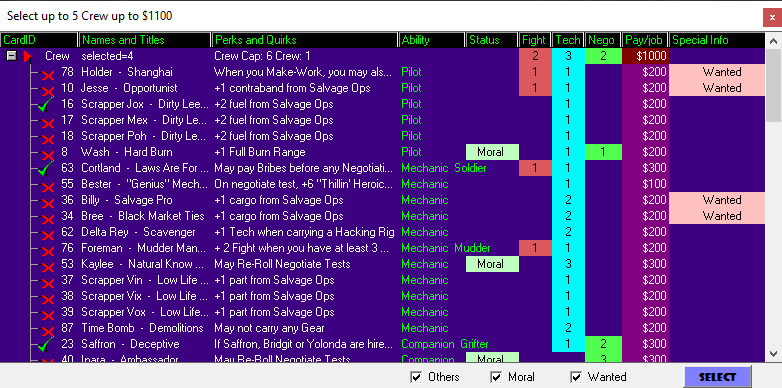 Select up to 5 Crew up to $1100 x
CardID Names and Titles Perks and Quirks Ability Status Fight Tech Nego Pay/job Special Info
Crew selected=4 Crew Cap: 6 Crew: 1 2 3 2 $1000
78 Holder - Shanghai When you Make-Work, you may als... Pilot 1 1 $200 Wanted
10 Jesse - Opportunist +1 contraband from Salvage Ops Pilot 1 1 $200 Wanted
16 Scrapper Jox - Dirty Lee... +2 fuel from Salvage Ops Pilot 1 $200
17 Scrapper Mex - Dirty Le... +2 fuel from Salvage Ops Pilot 1 $200
18 Scrapper Poh - Dirty Le... +2 fuel from Salvage Ops Pilot 1 $200
8 Wash - Hard Burn +1 Full Burn Range Pilot Moral 1 1 $200
63 Cortland - Laws Are For ... May pay Bribes before any Negotiati... Mechanic Soldier 1 1 $300
55 Bester - "Genius" Mech... On negotiate test, +6 "Thillin' Heroic... Mechanic 1 $100
36 Billy - Salvage Pro +1 cargo from Salvage Ops Mechanic 2 $200 Wanted
34 Bree - Black Market Ties +1 cargo from Salvage Ops Mechanic 2 $200 Wanted
62 Delta Rey - Scavenger +1 Tech when carrying a Hacking Rig Mechanic 2 $200
76 Foreman - Mudder Man... + 2 Fight when you have at least 3 ... Mechanic Mudder 1 1 $300
53 Kaylee - Natural Know ... May Re-Roll Negotiate Tests Mechanic Moral 3 $300
37 Scrapper Vin - Low Life ... +1 part from Salvage Ops Mechanic 1 $200
38 Scrapper Vix - Low Life ... +1 part from Salvage Ops Mechanic 1 $200
39 Scrapper Vox - Low Life ... +1 part from Salvage Ops Mechanic 1 $200
87 Time Bomb - Demolitions May not carry any Gear Mechanic 2 $200
23 Saffron - Deceptive If Saffron, Bridgit or Yolonda are hire... Companion Grifter 1 2 $300
40 Inara - Ambassador May Re-Roll Negotiate Tests Companion Moral 3 $300
Others Moral Wanted SELECT